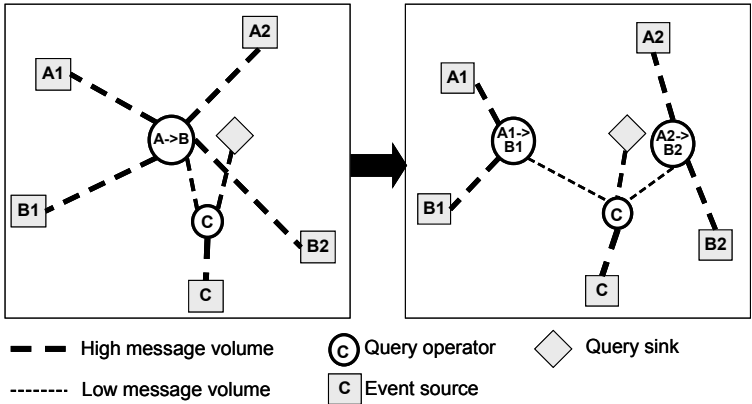 A2
A1
A->B
B1
C
B2
C
A2
A1
A1->
B1
A2->
B2
B1
C
B2
C
High message volume
C
Query operator
Query sink
Low message volume
C
Event source